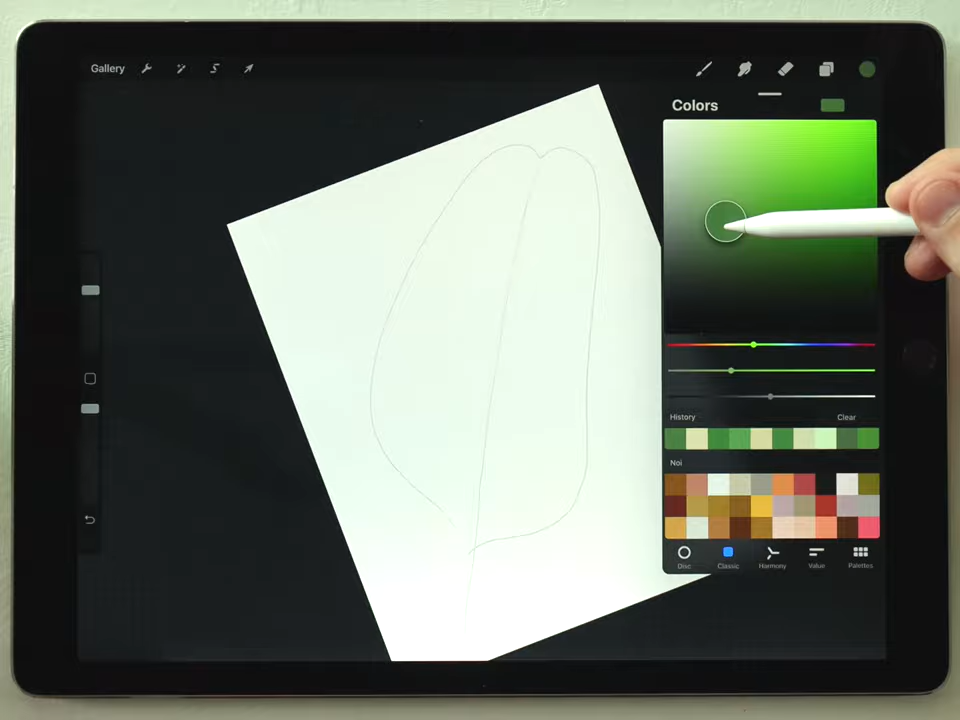 Gallery
Colors
History Clear
Noi
Disc Classic Harmony Value Palettes